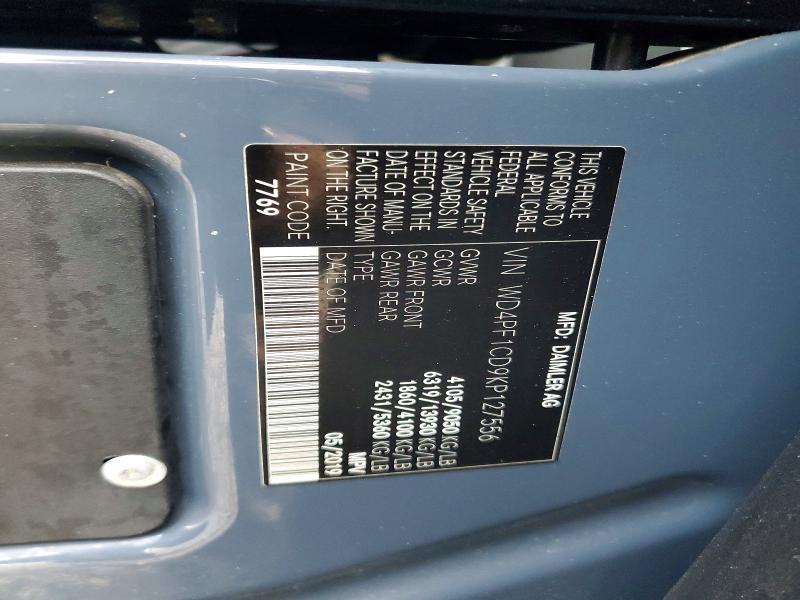 THIS VEHICLE
CONFORMS TO
ALL APPLICABLE
FEDERAL
VEHICLE SAFETY
STANDARDS IN
EFFECT ON THE
DATE OF MANU-
FACTURE SHOWN
ON THE RIGHT.
PAINT CODE
7769
MFD: DAIMLER AG
VIN WD4PF1CD9KP127556
GVWR 4105/9050 KG/LB
GCWR 6319/13930 KG/LB
GAWR FRONT 1860/4100 KG/LB
GAWR REAR 2431/5360 KG/LB
TYPE MPV
DATE OF MFD 05/2019